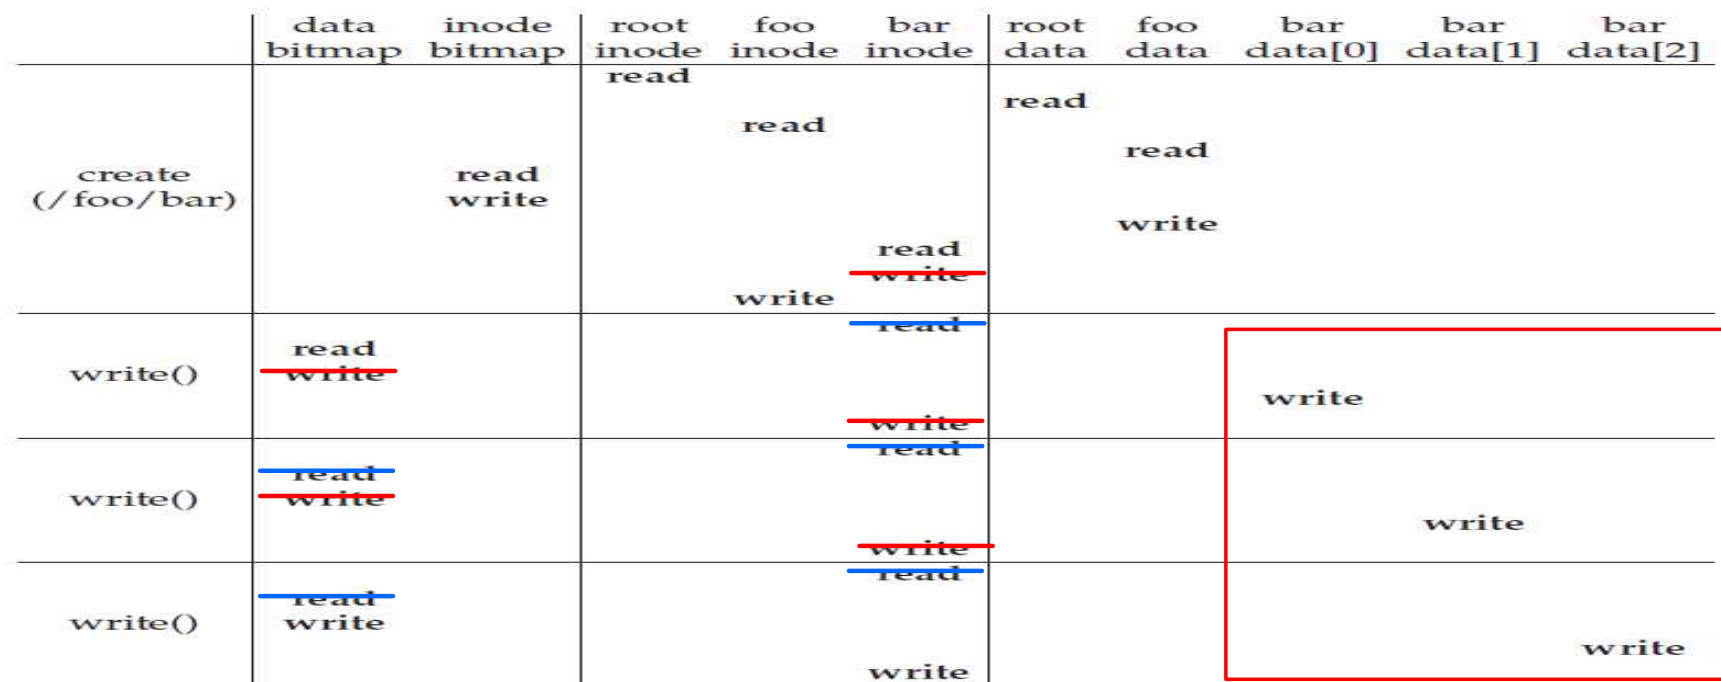 data inode root foo bar root foo bar bar bar
bitmap bitmap inode inode inode data data data[0] data[1] data[2]
read
read
read
read
create read
(/foo/bar) write
write
read
write
write
read
read
write() write
write
write
read
read
write() write
write
write
read
read
write() write
write
write